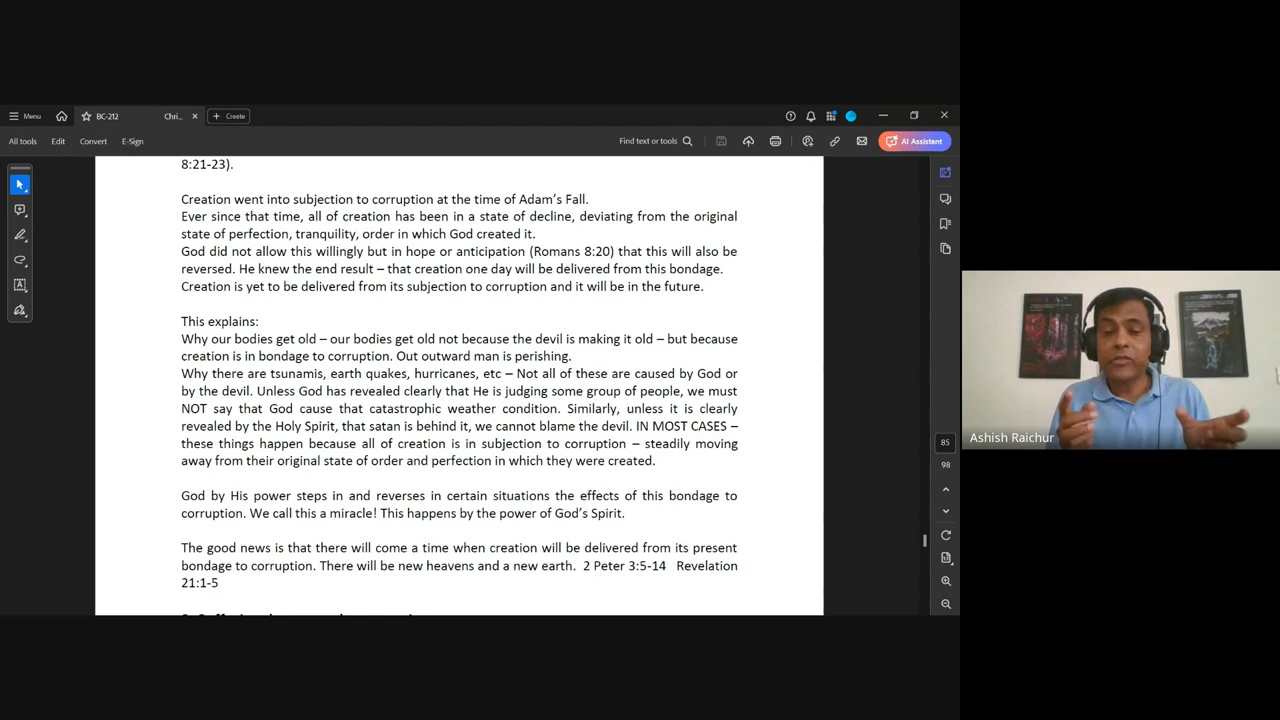 Menu
BC-212
Chri...
Create
All tools
Edit
Convert
E-Sign
Find text or tools
AI Assistant
8:21-23).
Creation went into subjection to corruption at the time of Adam's Fall.
Ever since that time, all of creation has been in a state of decline, deviating from the original
state of perfection, tranquility, order in which God created it.
God did not allow this willingly but in hope or anticipation (Romans 8:20) that this will also be
reversed. He knew the end result – that creation one day will be delivered from this bondage.
Creation is yet to be delivered from its subjection to corruption and it will be in the future.
This explains:
Why our bodies get old – our bodies get old not because the devil is making it old – but because
creation is in bondage to corruption. Out outward man is perishing.
Why there are tsunamis, earth quakes, hurricanes, etc – Not all of these are caused by God or
by the devil. Unless God has revealed clearly that He is judging some group of people, we must
NOT say that God cause that catastrophic weather condition. Similarly, unless it is clearly
revealed by the Holy Spirit, that satan is behind it, we cannot blame the devil. IN MOST CASES –
these things happen because all of creation is in subjection to corruption – steadily moving
away from their original state of order and perfection in which they were created.
God by His power steps in and reverses in certain situations the effects of this bondage to
corruption. We call this a miracle! This happens by the power of God's Spirit.
The good news is that there will come a time when creation will be delivered from its present
bondage to corruption. There will be new heavens and a new earth. 2 Peter 3:5-14 Revelation
21:1-5
85
98
Ashish Raichur